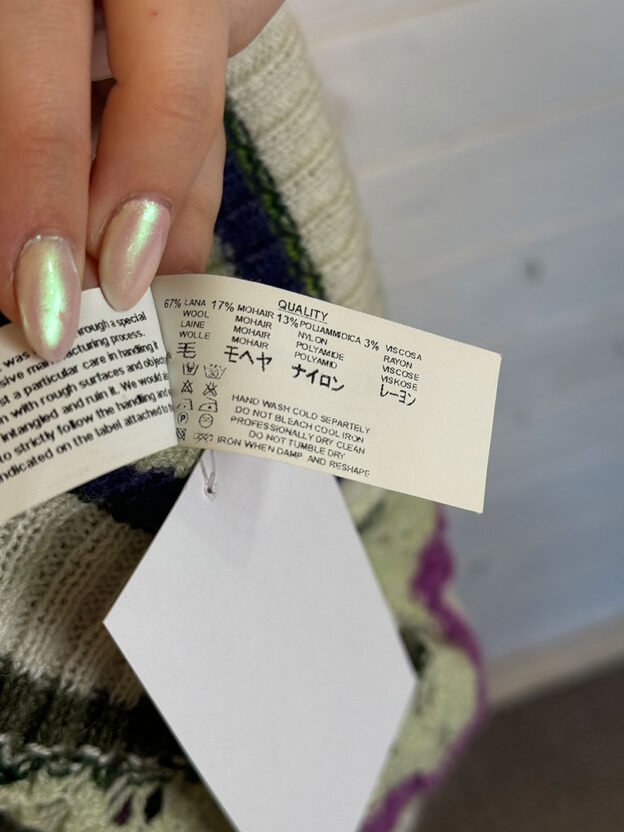 was through a special
sive manufacturing process.
st a particular care in handling it
n with rough surfaces and objects
intangled and ruin it. We would
to strictly follow the handling and
ndicated on the label attached to
QUALITY
67% LANA 17% MOHAIR 13% POLIAMMIDICA 3% VISCOSA
WOOL MOHAIR NYLON RAYON
LAINE MOHAIR POLYAMIDE VISCOSE
WOLLE MOHAIR POLYAMID VISKOSE
毛 モヘヤ ナイロン レーヨン
HAND WASH COLD SEPARTELY
DO NOT BLEACH COOL IRON
PROFESSIONALLY DRY CLEAN
DO NOT TUMBLE DRY
IRON WHEN DAMP AND RESHAPE